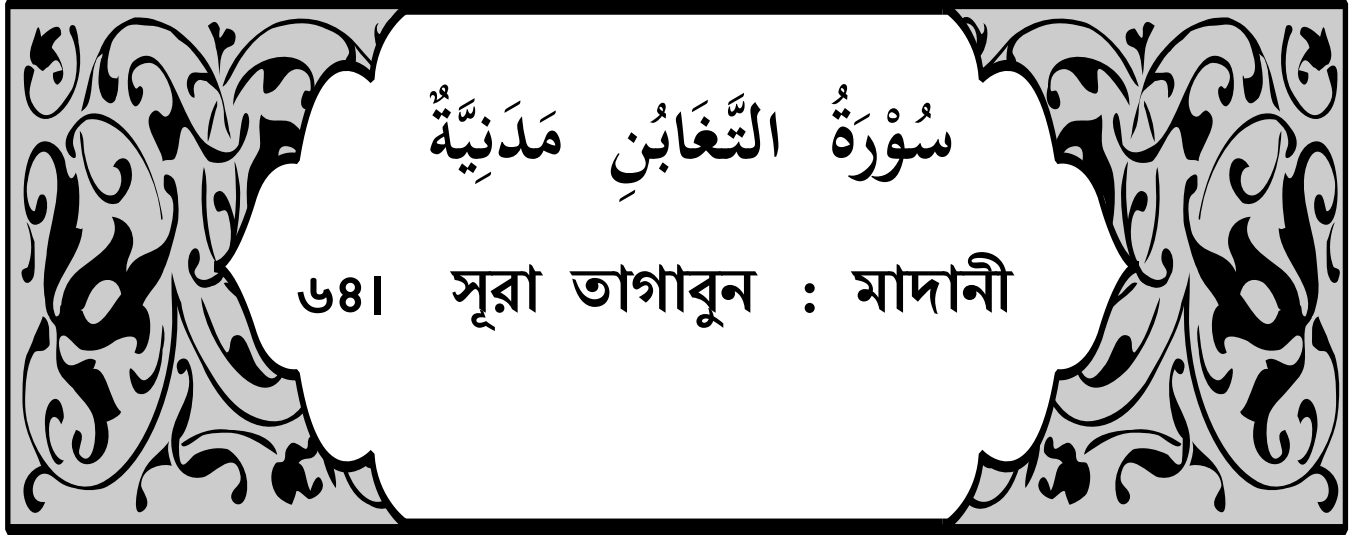 سُوْرَةُ التَّغَابُنِ مَدَنِيَّةٌ
৬৪। সূরা তাগাবুন : মাদানী